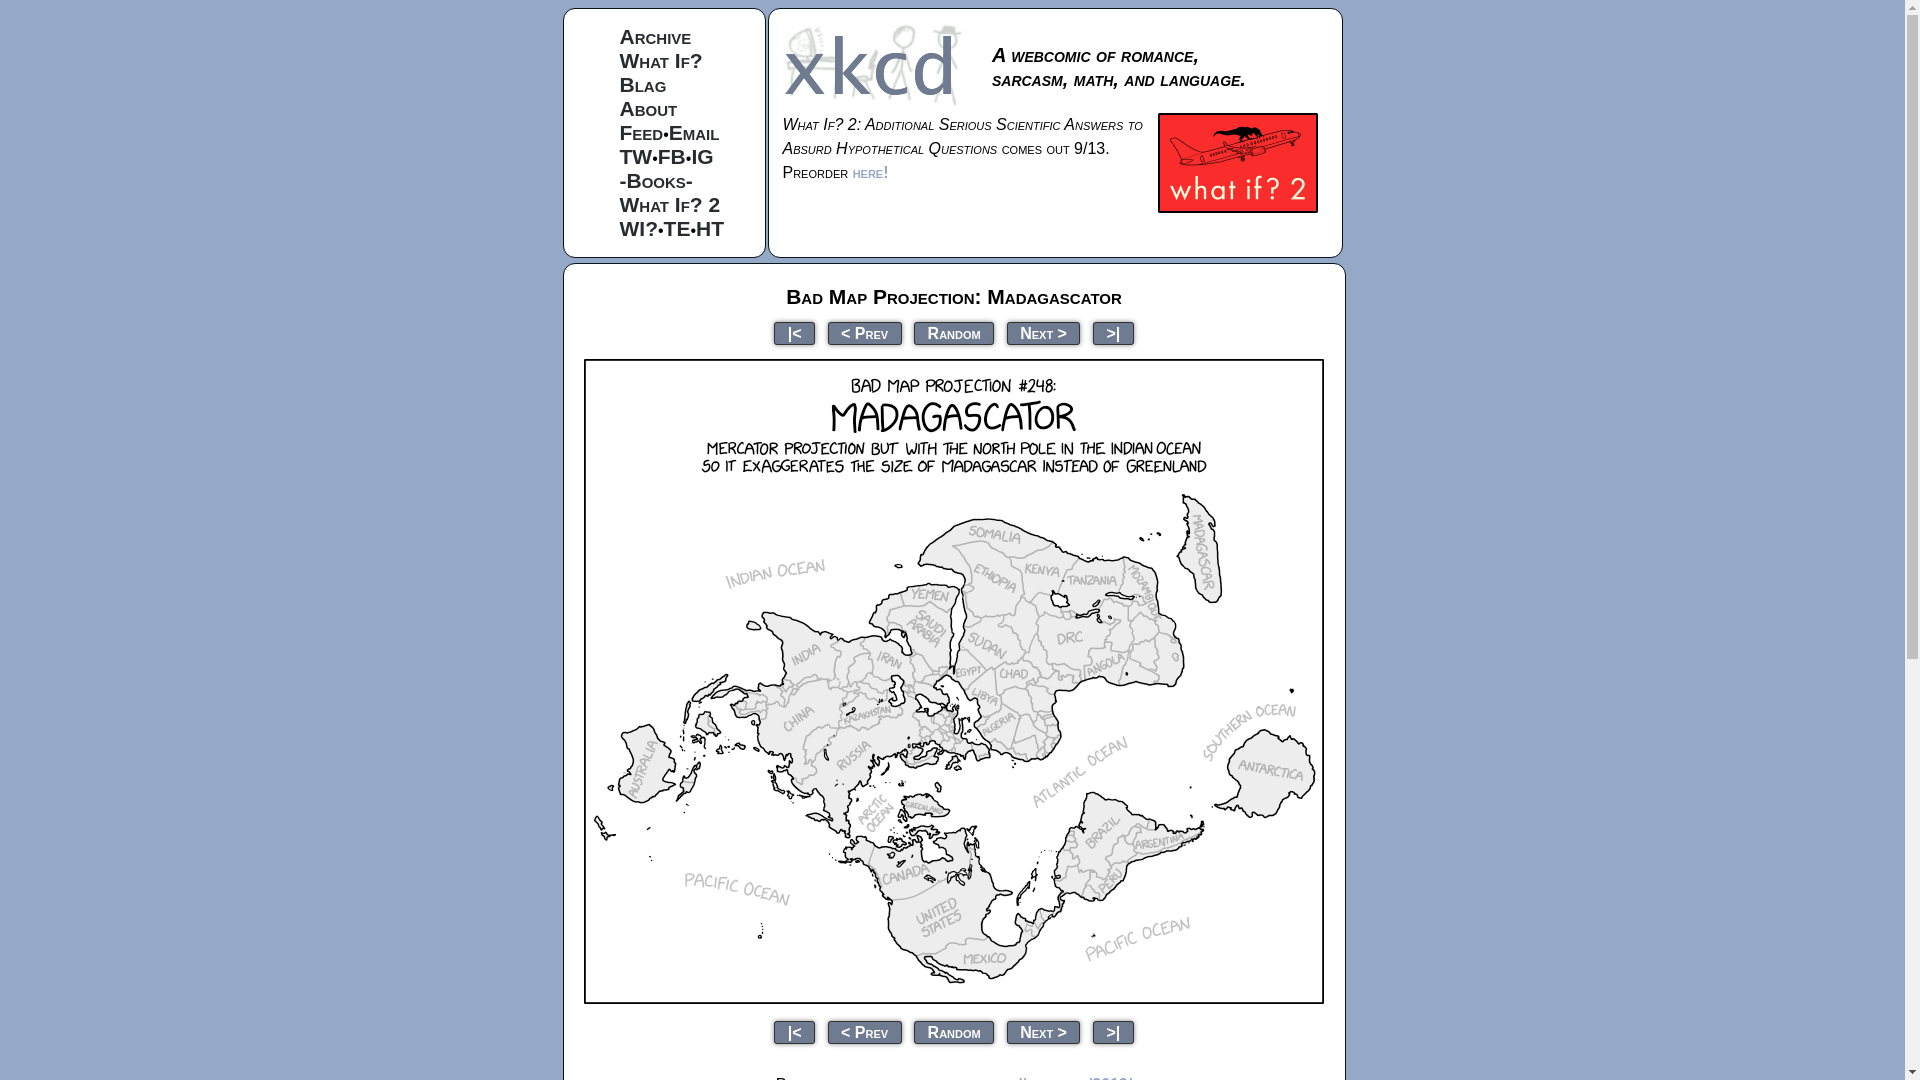 Archive
What If?
Blag
About
Feed•Email
TW•FB•IG
-Books-
What If? 2
WI?•TE•HT
xkcd
A webcomic of romance,
sarcasm, math, and language.
What If? 2: Additional Serious Scientific Answers to
Absurd Hypothetical Questions comes out 9/13.
Preorder here!
what if? 2
Bad Map Projection: Madagascator
|<
< Prev
Random
Next >
>|
BAD MAP PROJECTION #248:
MADAGASCATOR
MERCATOR PROJECTION BUT WITH THE NORTH POLE IN THE INDIAN OCEAN
SO IT EXAGGERATES THE SIZE OF MADAGASCAR INSTEAD OF GREENLAND
MADAGASCAR
SOMALIA
INDIAN OCEAN
ETHIOPIA
KENYA
TANZANIA
MOZAMBIQUE
YEMEN
SAUDI
ARABIA
SUDAN
DRC
INDIA
IRAN
EGYPT
CHAD
ANGOLA
LIBYA
CHINA
KAZAKHSTAN
ALGERIA
SOUTHERN OCEAN
RUSSIA
AUSTRALIA
ATLANTIC OCEAN
ANTARCTICA
ARCTIC
OCEAN
GREENLAND
BRAZIL
ARGENTINA
CANADA
PERU
PACIFIC OCEAN
UNITED
STATES
MEXICO
PACIFIC OCEAN
|<
< Prev
Random
Next >
>|